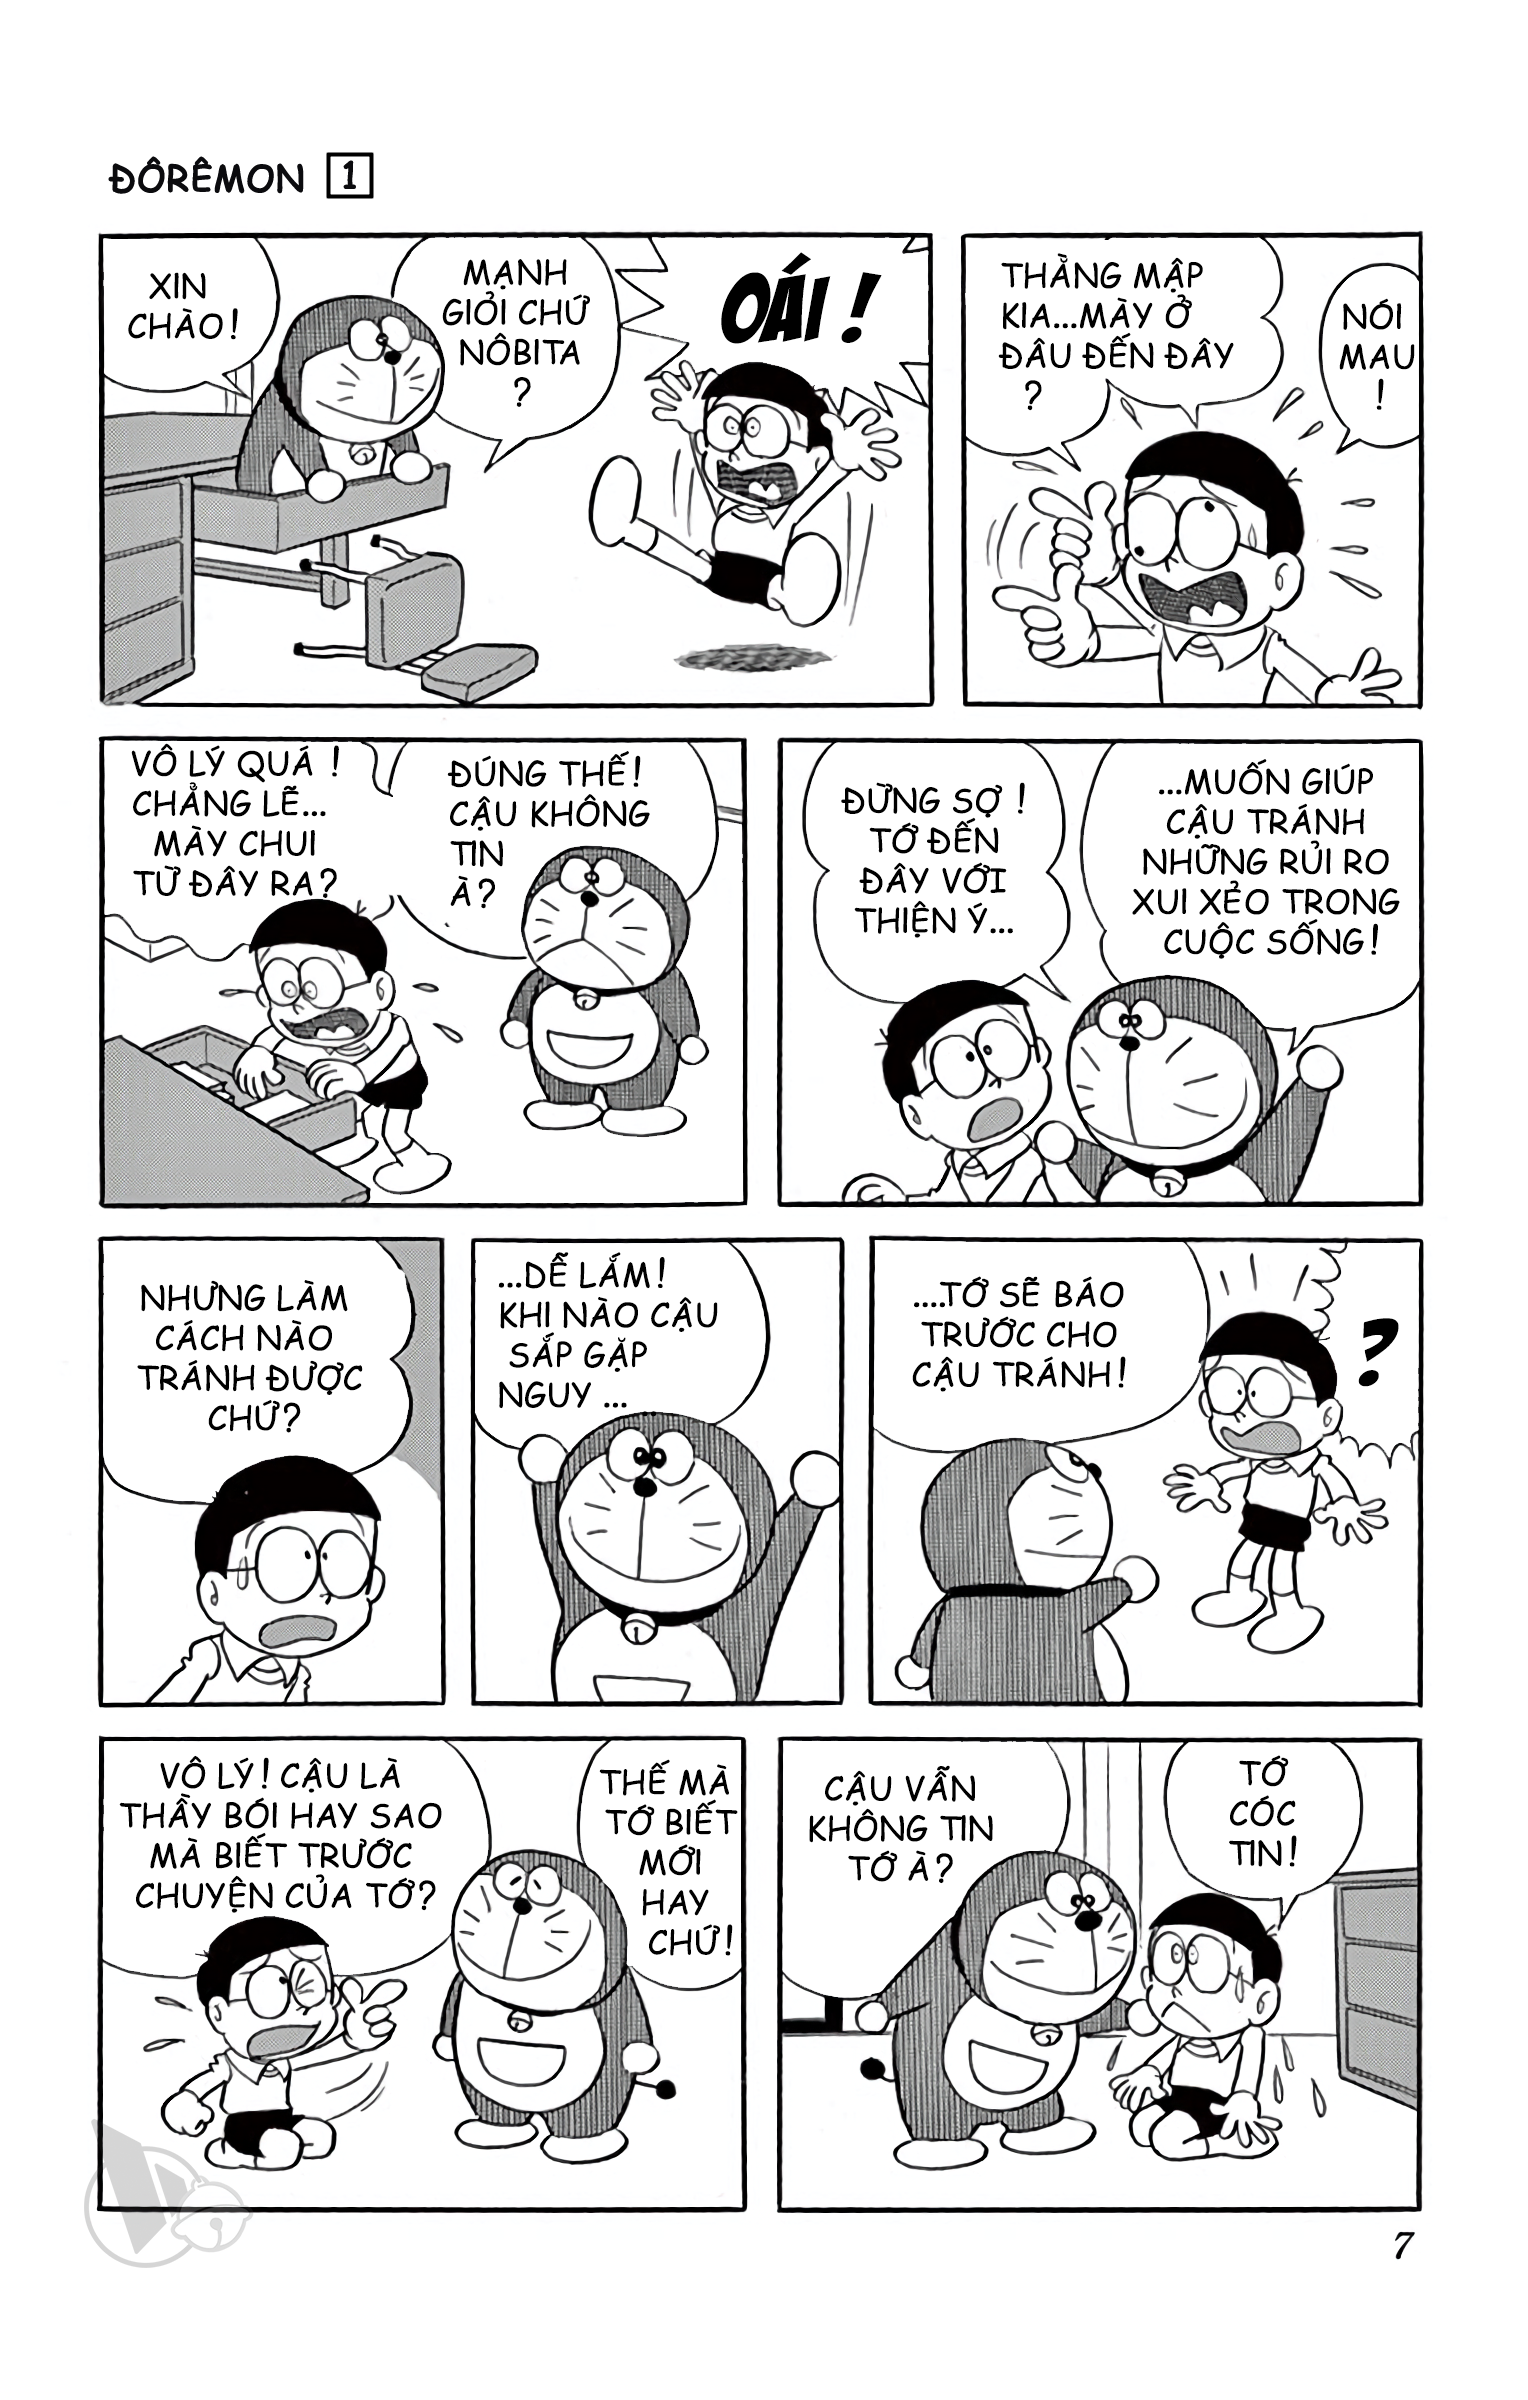 ĐÔRÊMON 1
XIN
CHÀO!
MẠNH
GIỎI CHỨ
NÔBITA
?
OÁI !
THẰNG MẬP
KIA...MÀY Ở
ĐÂU ĐẾN ĐÂY
?
NÓI
MAU
!
VÔ LÝ QUÁ !
CHẲNG LẼ...
MÀY CHUI
TỪ ĐÂY RA?
ĐÚNG THẾ!
CẬU KHÔNG
TIN
À?
ĐỪNG SỢ !
TỚ ĐẾN
ĐÂY VỚI
THIỆN Ý...
...MUỐN GIÚP
CẬU TRÁNH
NHỮNG RỦI RO
XUI XẺO TRONG
CUỘC SỐNG!
NHƯNG LÀM
CÁCH NÀO
TRÁNH ĐƯỢC
CHỨ?
...DỄ LẮM!
KHI NÀO CẬU
SẮP GẶP
NGUY ...
....TỚ SẼ BÁO
TRƯỚC CHO
CẬU TRÁNH!
?
VÔ LÝ! CẬU LÀ
THẦY BÓI HAY SAO
MÀ BIẾT TRƯỚC
CHUYỆN CỦA TỚ?
THẾ MÀ
TỚ BIẾT
MỚI
HAY
CHỨ!
CẬU VẪN
KHÔNG TIN
TỚ À?
TỚ
CÓC
TIN!
7